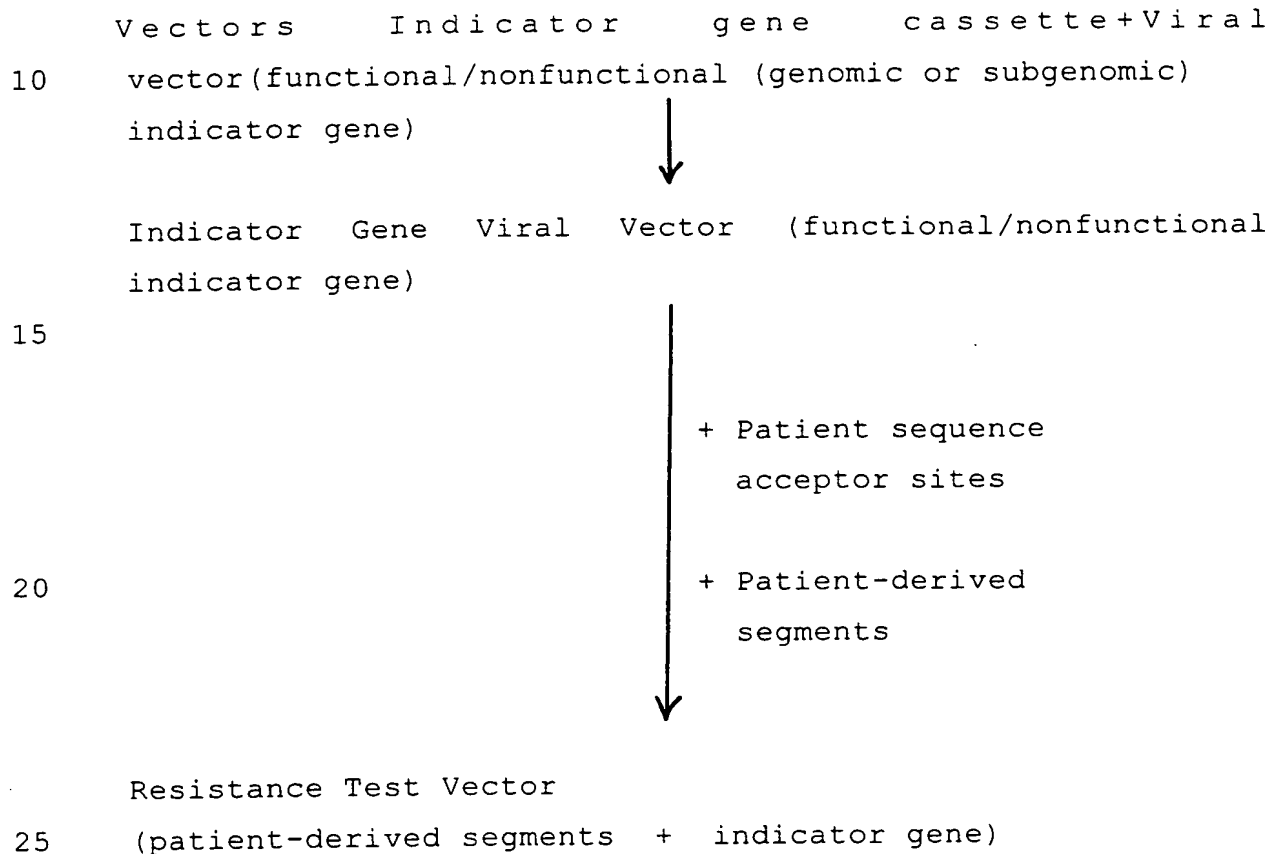 Vectors Indicator gene cassette+Viral
10 vector(functional/nonfunctional (genomic or subgenomic)
indicator gene)
Indicator Gene Viral Vector (functional/nonfunctional
indicator gene)
15
+ Patient sequence
acceptor sites
20 + Patient-derived
segments
Resistance Test Vector
25 (patient-derived segments + indicator gene)